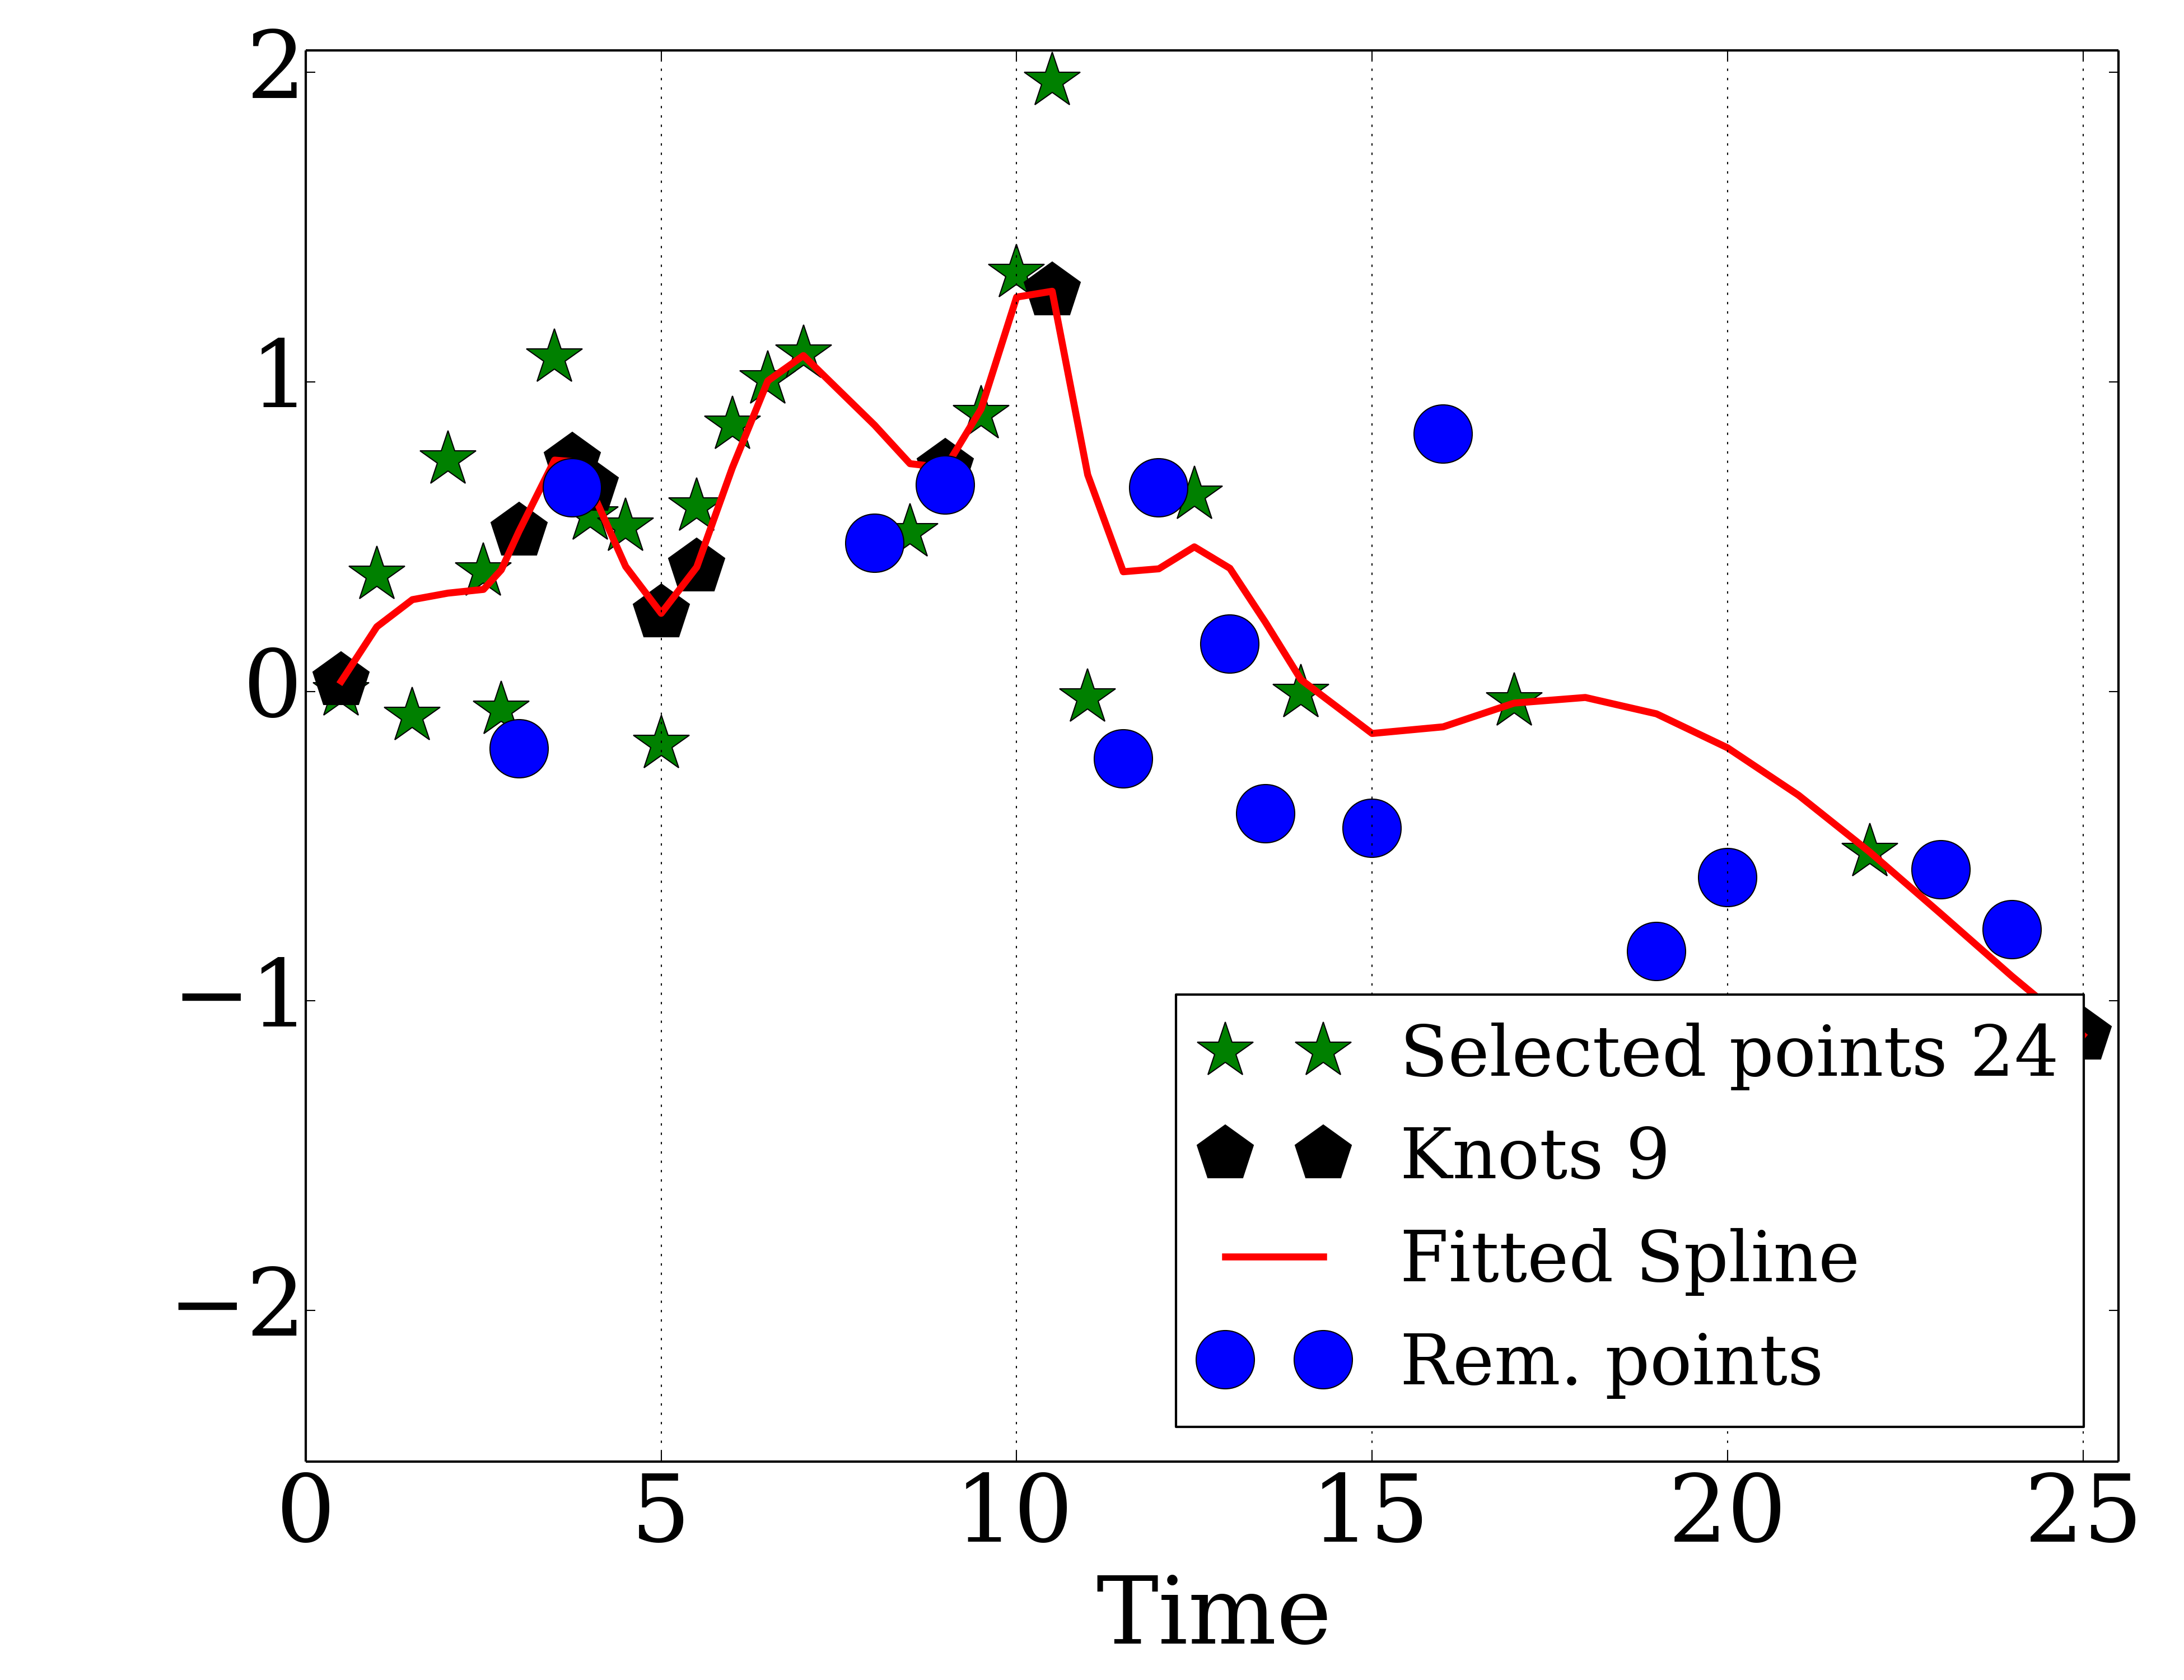 2
1
0
−1
−2
Selected points 24
Knots 9
Fitted Spline
Rem. points
0 5 10 15 20 25
Time